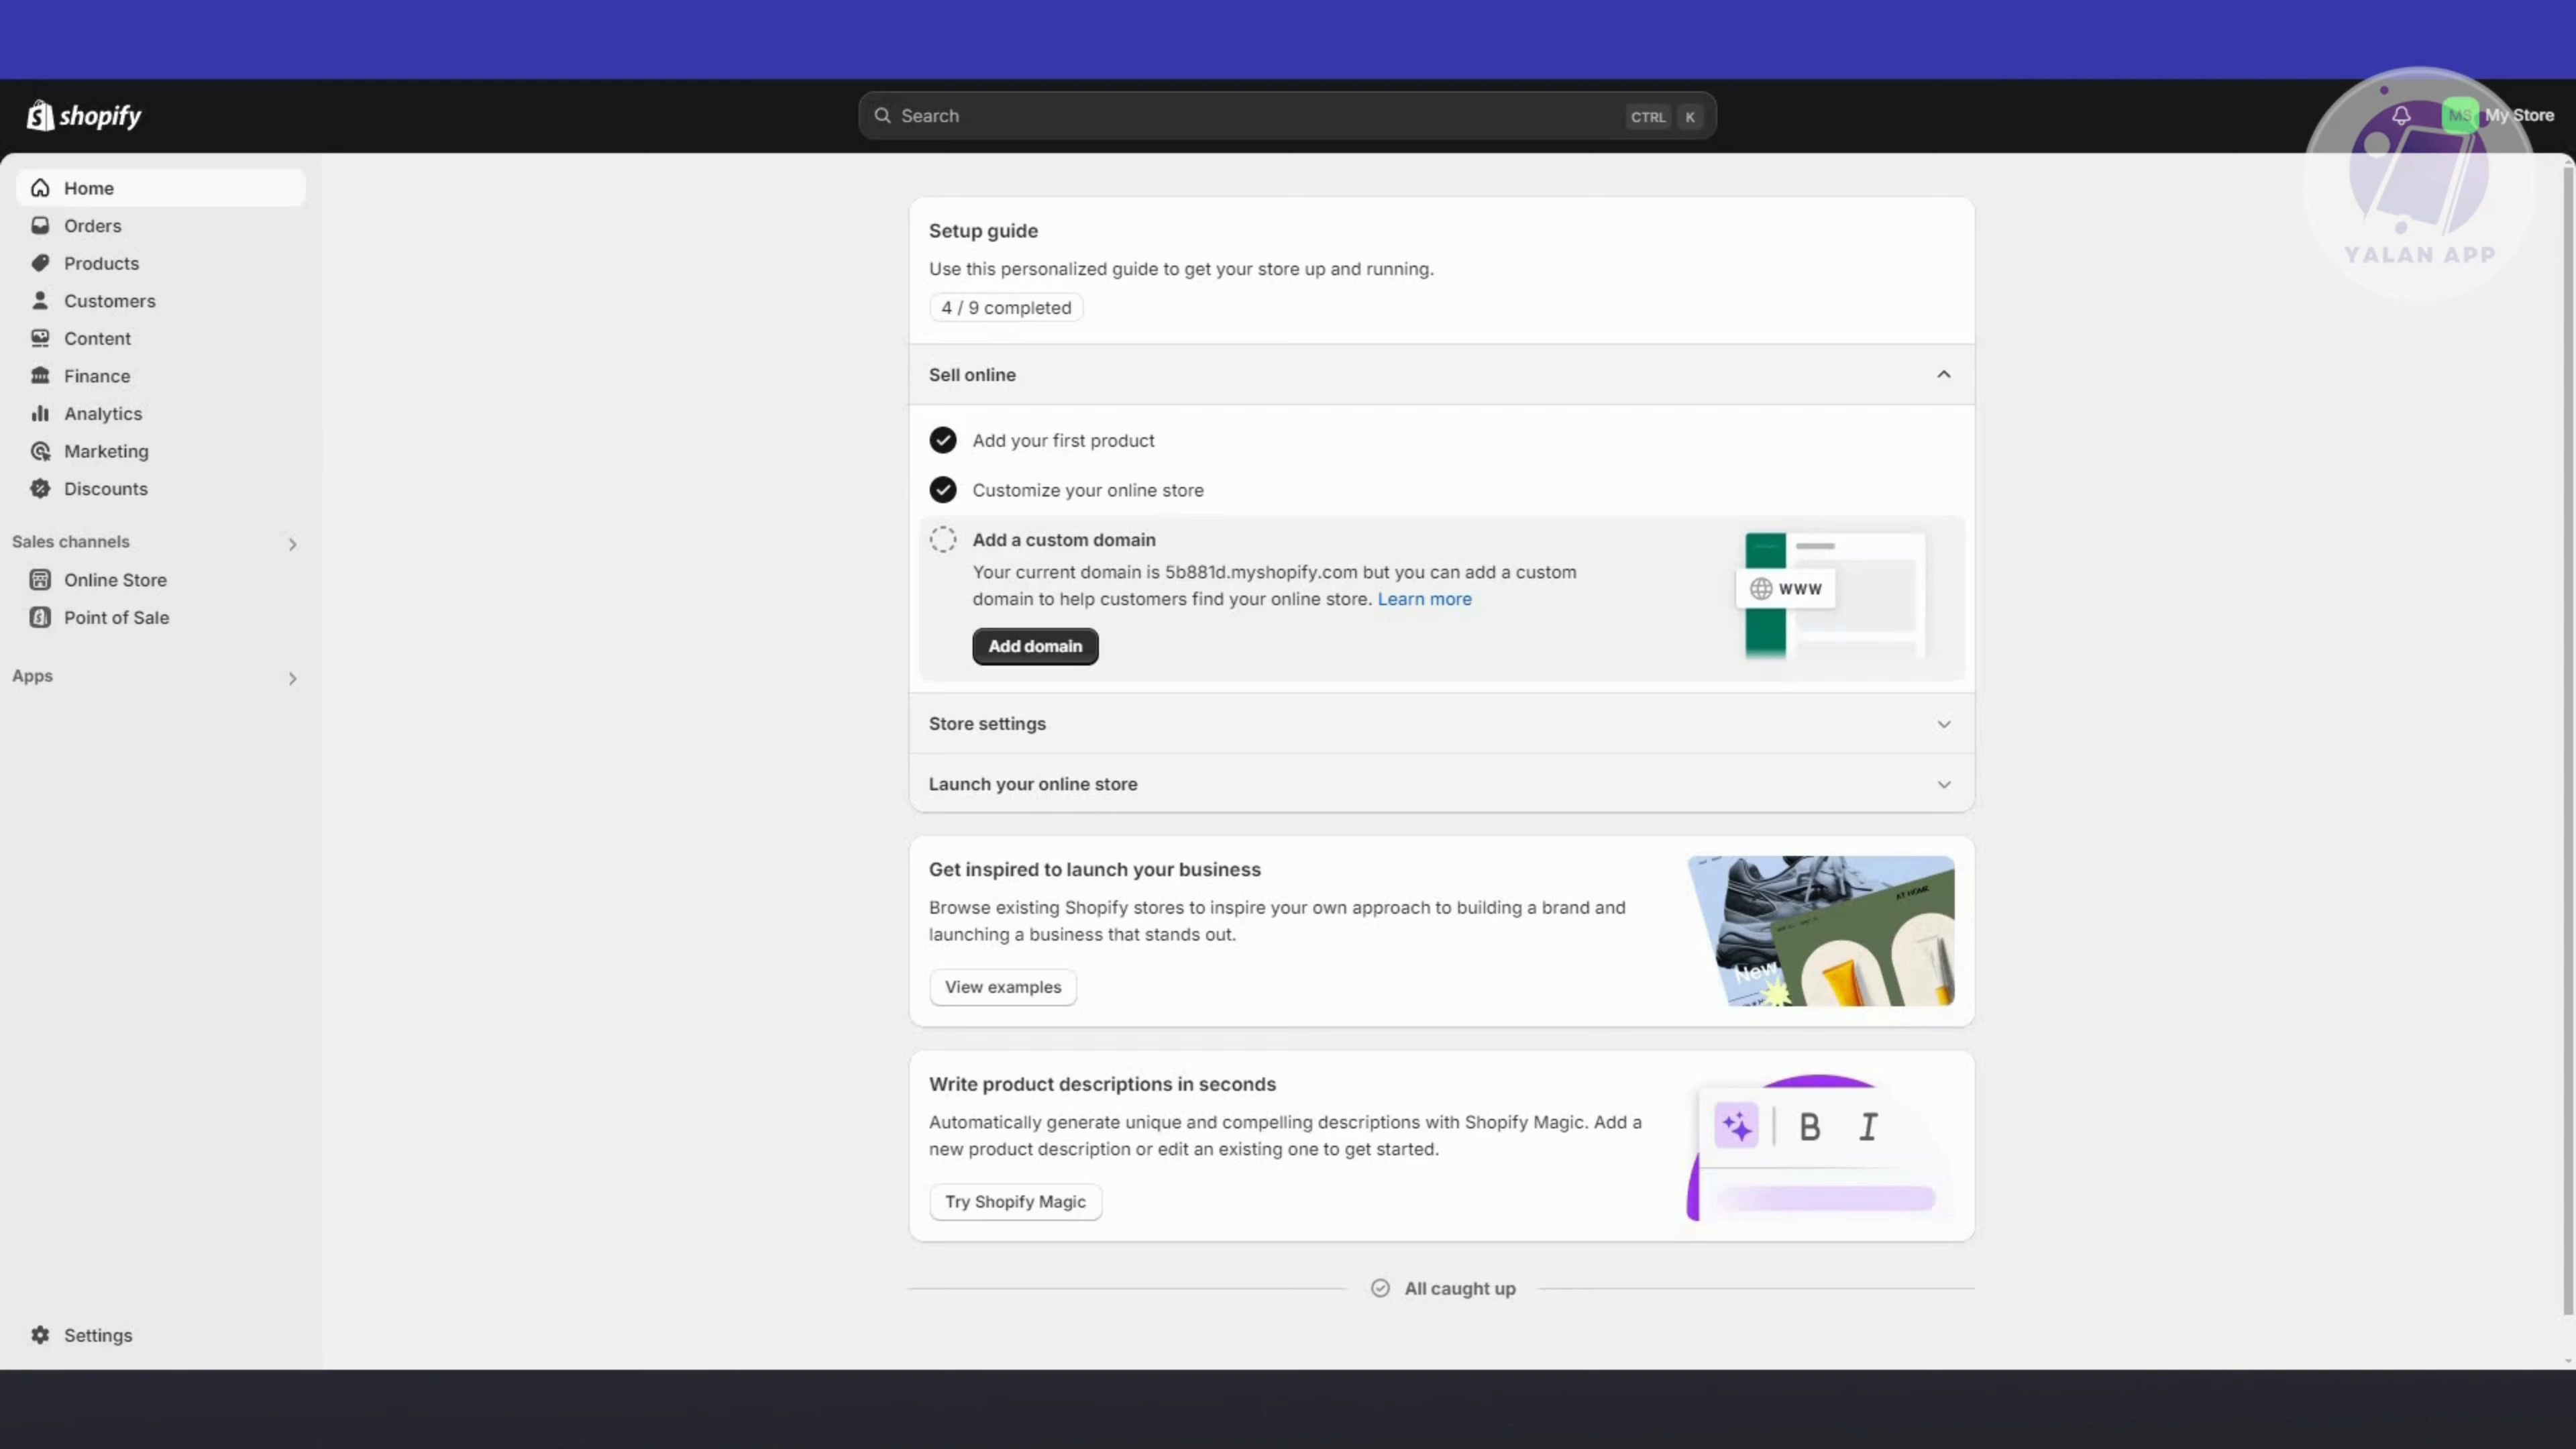 shopify
Search
CTRL K
MS
My Store
YALAN APP
Home
Orders
Products
Customers
Content
Finance
Analytics
Marketing
Discounts
Sales channels
Online Store
Point of Sale
Apps
Settings
Setup guide
Use this personalized guide to get your store up and running.
4 / 9 completed
Sell online
Add your first product
Customize your online store
Add a custom domain
Your current domain is 5b881d.myshopify.com but you can add a custom
domain to help customers find your online store. Learn more
Add domain
www
Store settings
Launch your online store
Get inspired to launch your business
Browse existing Shopify stores to inspire your own approach to building a brand and
launching a business that stands out.
View examples
AT HOME
New
Write product descriptions in seconds
Automatically generate unique and compelling descriptions with Shopify Magic. Add a
new product description or edit an existing one to get started.
Try Shopify Magic
B I
All caught up